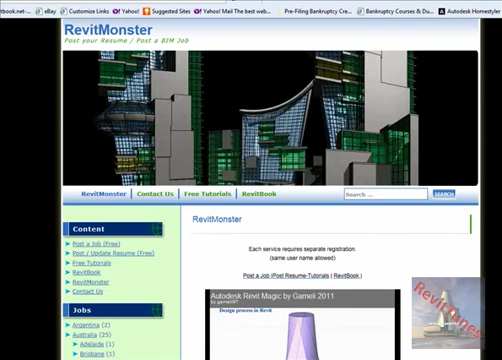 tbook.net-... eBay Customize Links Yahoo! Suggested Sites Yahoo! Mail The best web... Pre-Filing Bankruptcy Cre... Bankruptcy Courses & Du... Autodesk Homestyler
RevitMonster
Post your Resume / Post a BIM Job
RevitMonster Contact Us Free Tutorials RevitBook Search ... SEARCH
Content
Post a Job (Free)
Post / Update Resume (Free)
Free Tutorials
RevitBook
RevitMonster
Contact Us
Jobs
Argentina (2)
Australia (25)
Adelaide (1)
Brisbane (1)
RevitMonster
Each service requires separate registration.
(same user name allowed)
Post a Job |Post Resume-Tutorials | RevitBook |
Autodesk Revit Magic by Gameli 2011
by gameli97
Design process in Revit
Revitunes